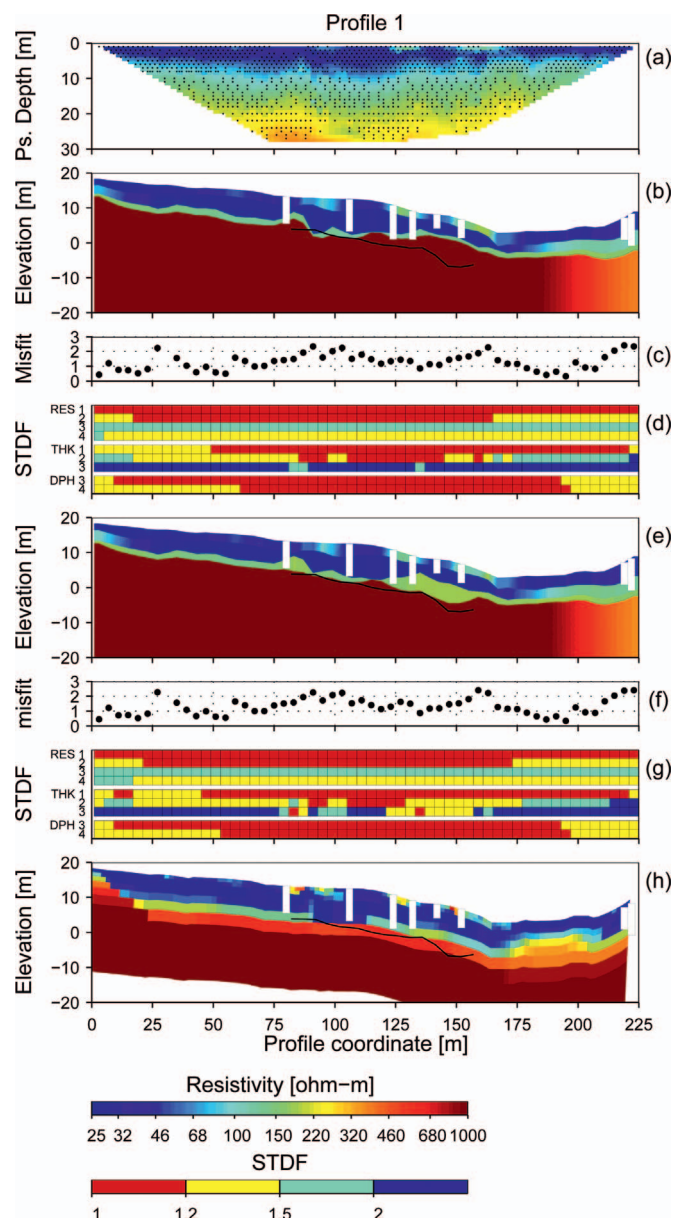 Profile 1
Ps. Depth [m]
0
10
20
30
(a)
Elevation [m]
20
10
0
−10
−20
(b)
Misfit
3
2
1
0
(c)
STDF
RES 1
2
3
4
THK 1
2
3
DPH 3
4
(d)
Elevation [m]
20
10
0
−10
−20
(e)
misfit
3
2
1
0
(f)
STDF
RES 1
2
3
4
THK 1
2
3
DPH 3
4
(g)
Elevation [m]
20
10
0
−10
−20
(h)
0 25 50 75 100 125 150 175 200 225
Profile coordinate [m]
Resistivity [ohm−m]
25 32 46 68 100 150 220 320 460 680 1000
STDF
1 1.2 1.5 2